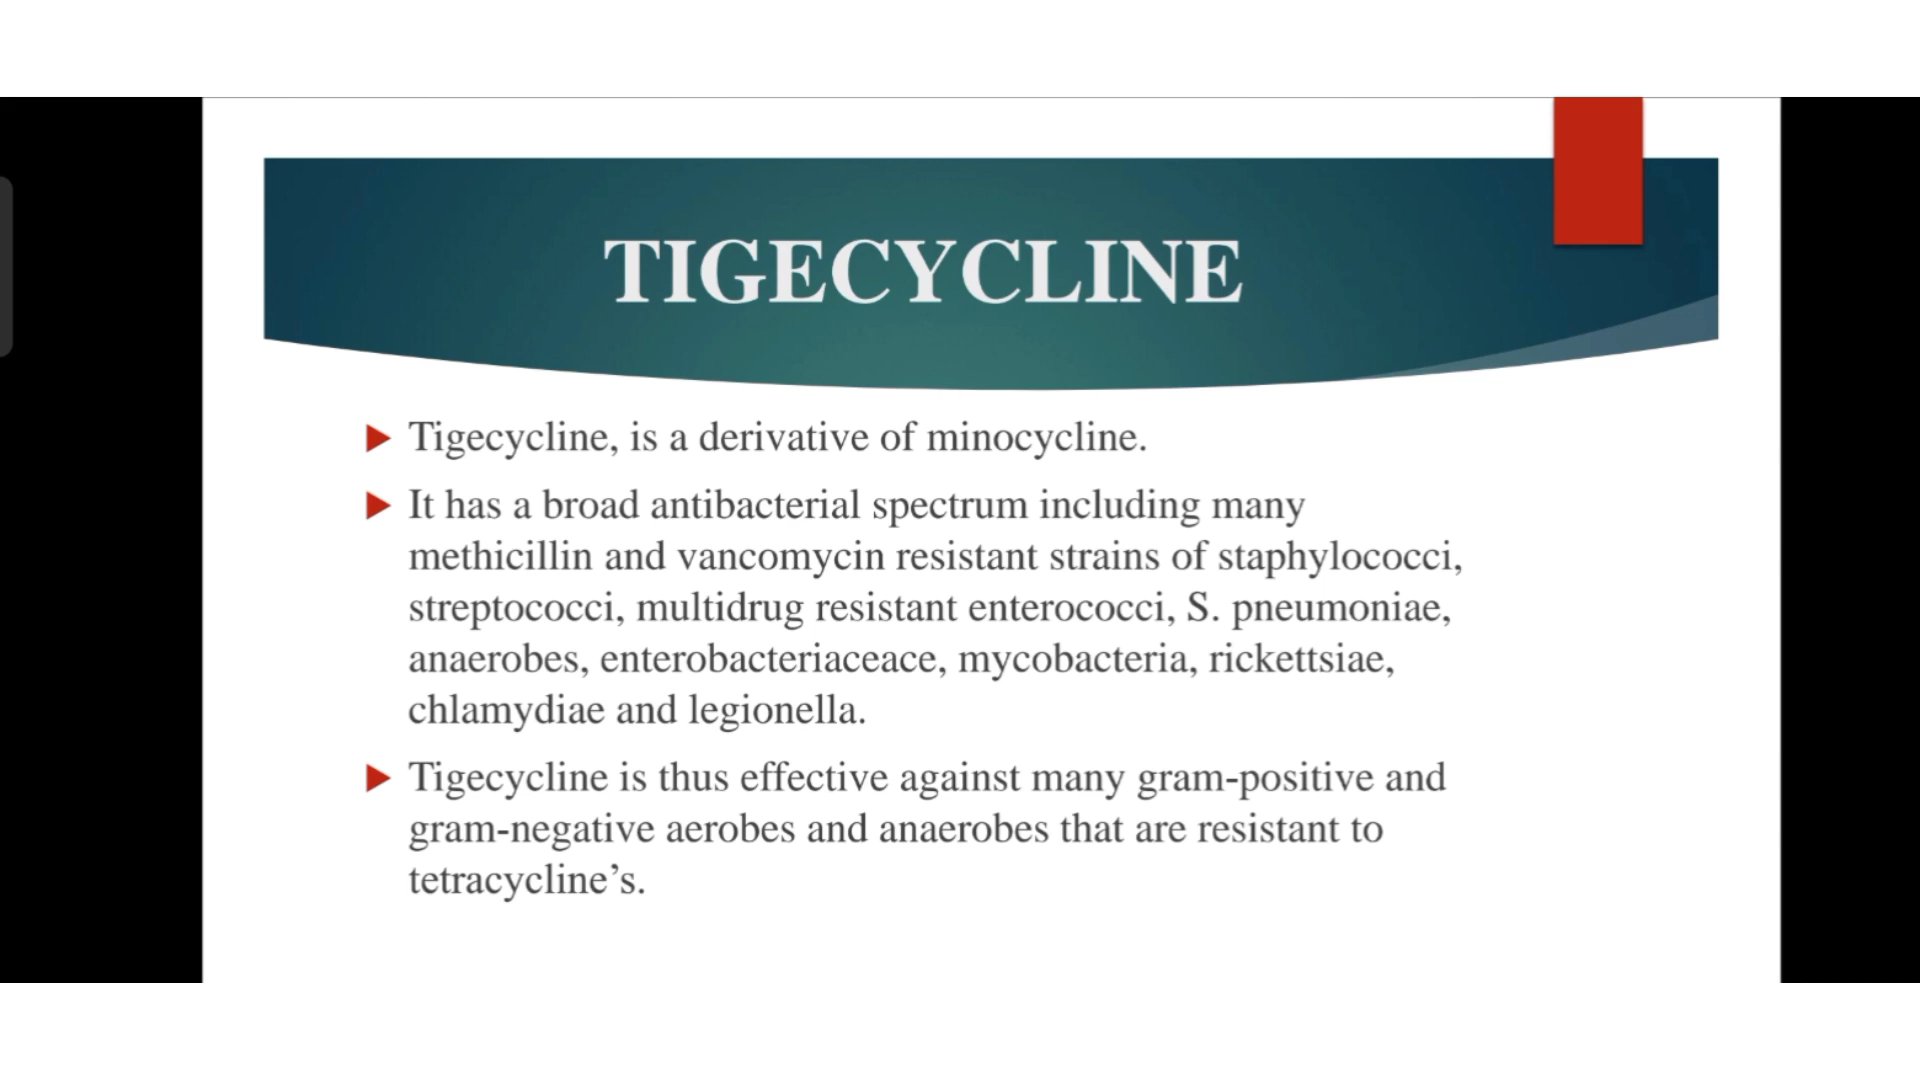 TIGECYCLINE
Tigecycline, is a derivative of minocycline.
It has a broad antibacterial spectrum including many
methicillin and vancomycin resistant strains of staphylococci,
streptococci, multidrug resistant enterococci, S. pneumoniae,
anaerobes, enterobacteriaceace, mycobacteria, rickettsiae,
chlamydiae and legionella.
Tigecycline is thus effective against many gram-positive and
gram-negative aerobes and anaerobes that are resistant to
tetracycline’s.